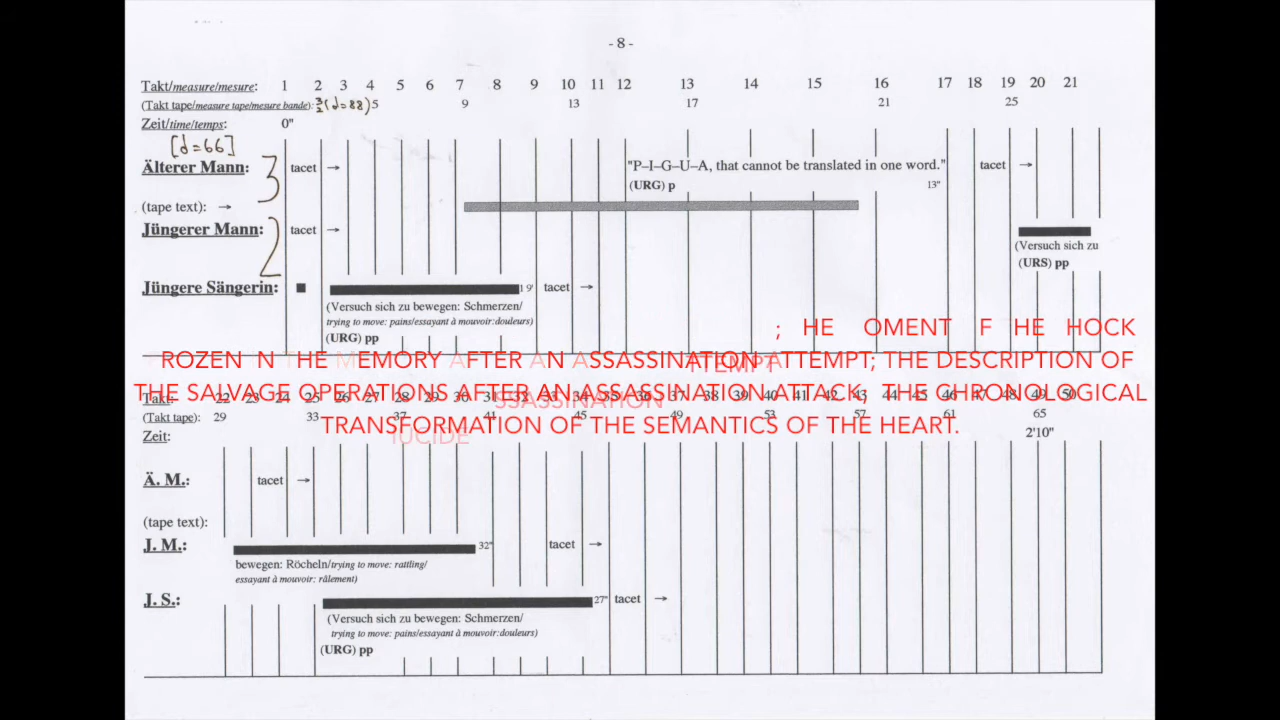 - 8 -
Takt/measure/mesure: 1 2 3 4 5 6 7 8 9 10 11 12 13 14 15 16 17 18 19 20 21
(Takt tape/measure tape/mesure bande): 3/2 (d=88) 5 9 13 17 21 25
Zeit/time/temps: 0"
[d=66]
Älterer Mann: 3 tacet → "P–I–G–U–A, that cannot be translated in one word." tacet →
(URG) p 13"
(tape text): →
Jüngerer Mann: 2 tacet →
(Versuch sich zu
(URS) pp
Jüngere Sängerin: 19' tacet →
(Versuch sich zu bewegen: Schmerzen/
trying to move: pains/essayant à mouvoir:douleurs)
(URG) pp
; HE OMENT F HE HOCK
ROZEN N THE MEMORY AFTER AN ASSASSINATION ATTEMPT; THE DESCRIPTION OF
ATTEMPT
THE SALVAGE OPERATIONS AFTER AN ASSASSINATION ATTACK; THE CHRONOLOGICAL
SSASSINATION
TRANSFORMATION OF THE SEMANTICS OF THE HEART.
Takt: 22 23 24 25 26 27 28 29 30 31 32 33 34 35 36 37 38 39 40 41 42 43 44 45 46 47 48 49 50
(Takt tape): 29 33 37 41 45 49 53 57 61 65
Zeit: 2'10"
Ä. M.: tacet →
(tape text):
J. M.: 32" tacet →
bewegen: Röcheln/trying to move: rattling/
essayant à mouvoir: râlement)
J. S.: 27" tacet →
(Versuch sich zu bewegen: Schmerzen/
trying to move: pains/essayant à mouvoir:douleurs)
(URG) pp